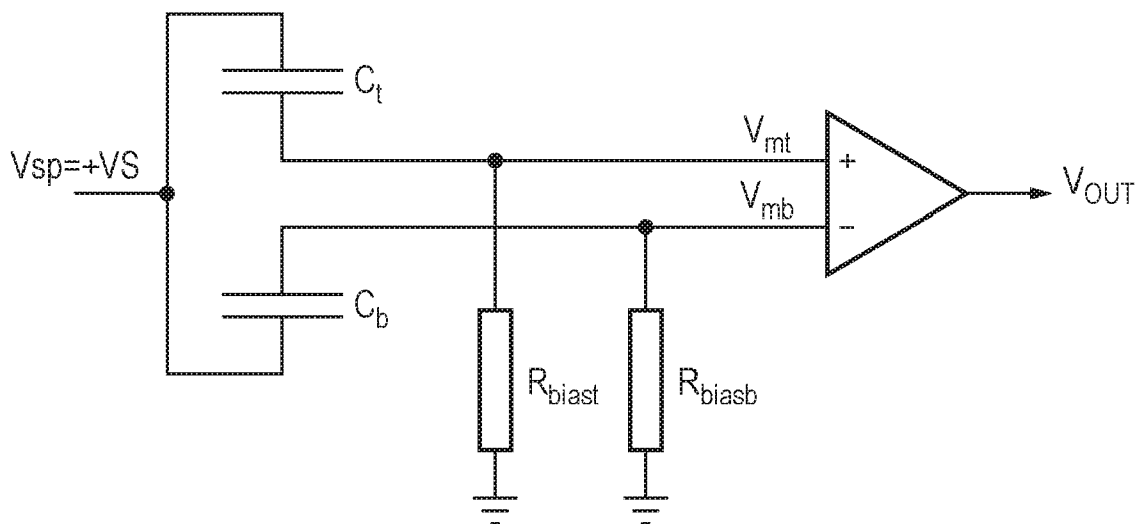 C_t
V_mt
Vsp=+VS
+
V_OUT
V_mb
−
C_b
R_biast
R_biasb